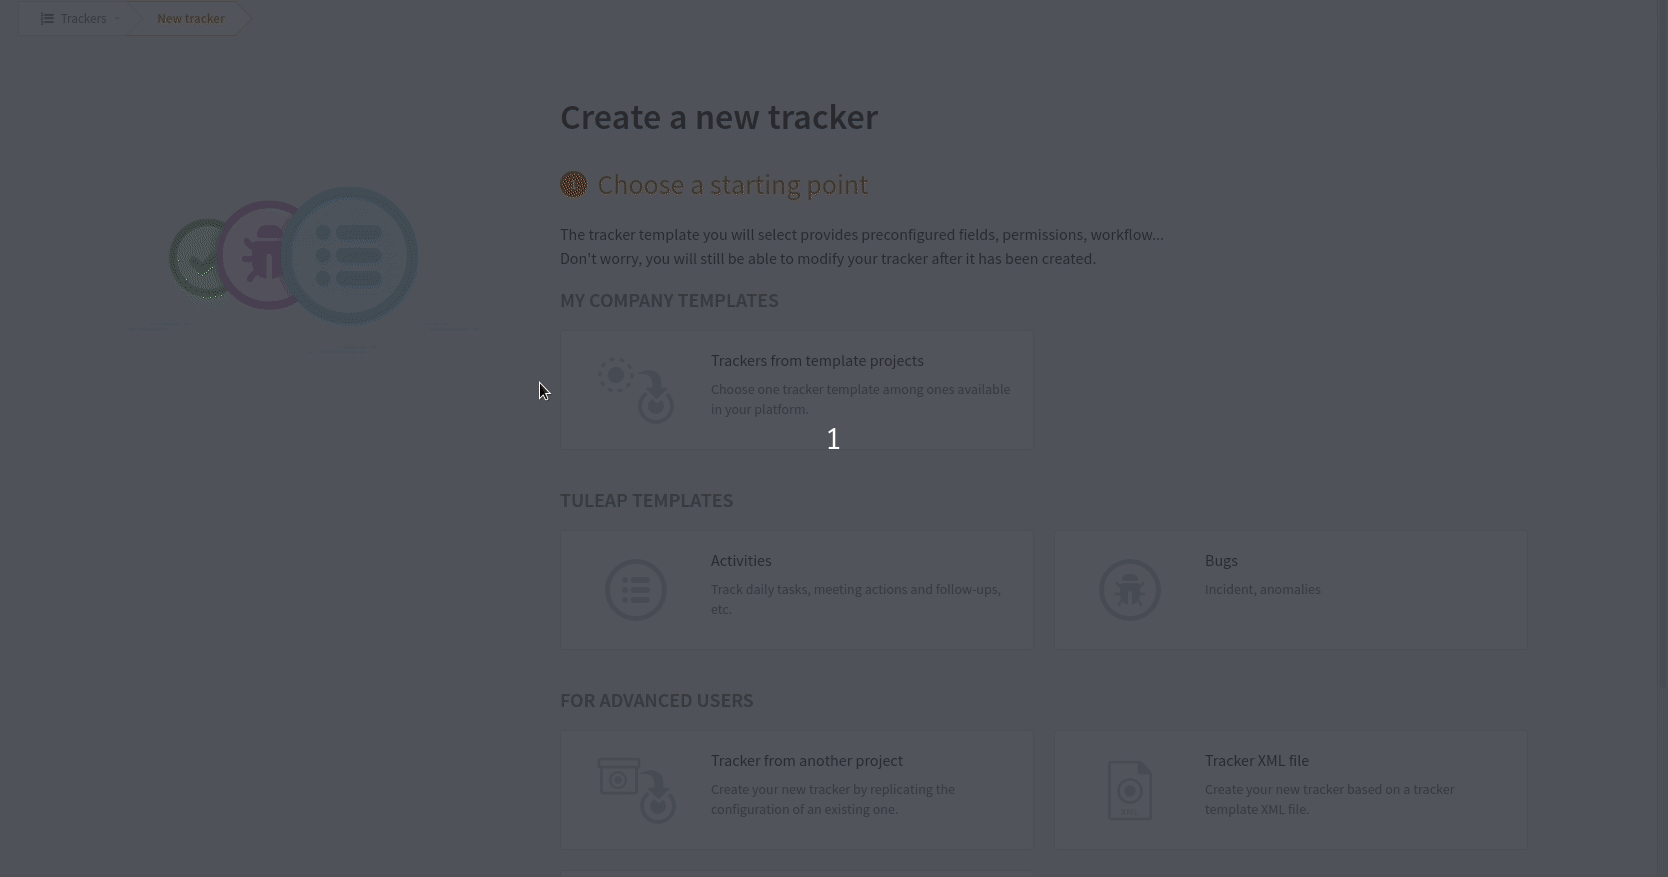 Trackers
New tracker
Create a new tracker
Choose a starting point
The tracker template you will select provides preconfigured fields, permissions, workflow...
Don't worry, you will still be able to modify your tracker after it has been created.
MY COMPANY TEMPLATES
Trackers from template projects
Choose one tracker template among ones available
in your platform.
1
TULEAP TEMPLATES
Activities
Track daily tasks, meeting actions and follow-ups,
etc.
Bugs
Incident, anomalies
FOR ADVANCED USERS
Tracker from another project
Create your new tracker by replicating the
configuration of an existing one.
Tracker XML file
Create your new tracker based on a tracker
template XML file.
XML